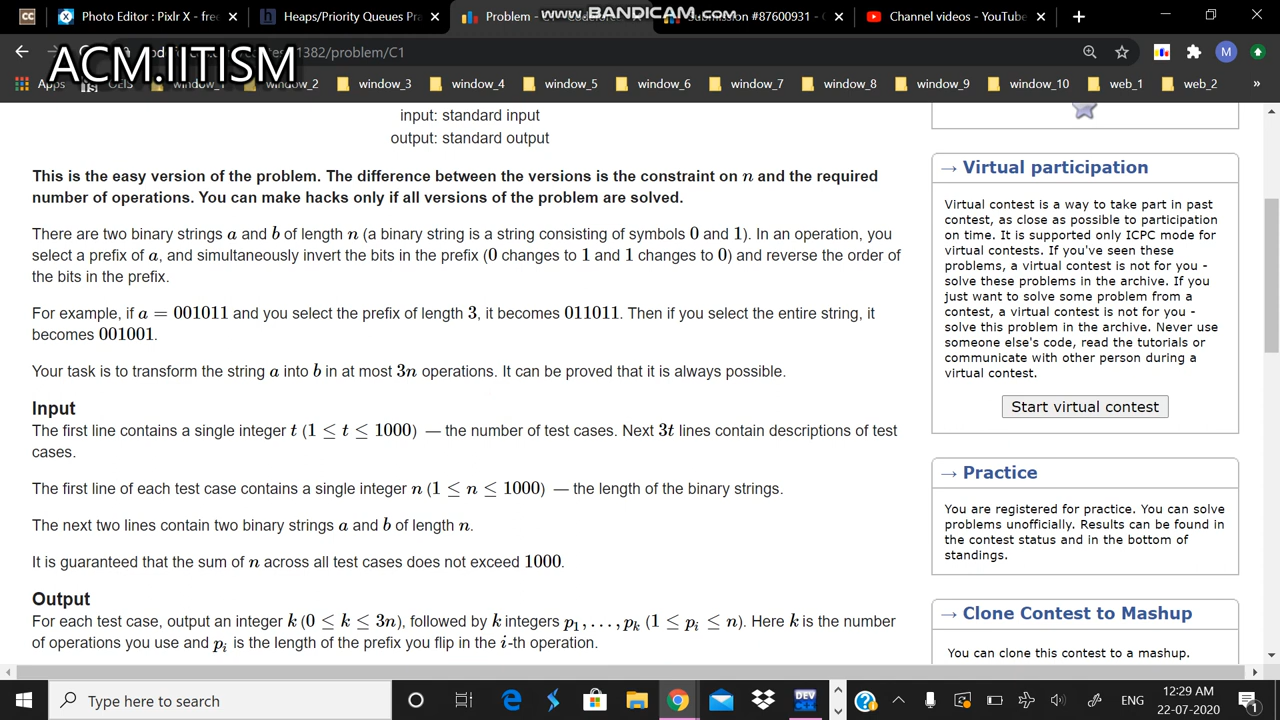 Photo Editor : Pixlr X - free
Heaps/Priority Queues Pra
Problem -
WWW.BANDICAM.COM
Submission #87600931 - C
Channel videos - YouTube
ACM.IITISM
1382/problem/C1
M
Apps
window_2
window_3
window_4
window_5
window_6
window_7
window_8
window_9
window_10
web_1
web_2
»
input: standard input
output: standard output
This is the easy version of the problem. The difference between the versions is the constraint on n and the required
number of operations. You can make hacks only if all versions of the problem are solved.
There are two binary strings a and b of length n (a binary string is a string consisting of symbols 0 and 1). In an operation, you
select a prefix of a, and simultaneously invert the bits in the prefix (0 changes to 1 and 1 changes to 0) and reverse the order of
the bits in the prefix.
For example, if a = 001011 and you select the prefix of length 3, it becomes 011011. Then if you select the entire string, it
becomes 001001.
Your task is to transform the string a into b in at most 3n operations. It can be proved that it is always possible.
Input
The first line contains a single integer t (1 ≤ t ≤ 1000) — the number of test cases. Next 3t lines contain descriptions of test
cases.
The first line of each test case contains a single integer n (1 ≤ n ≤ 1000) — the length of the binary strings.
The next two lines contain two binary strings a and b of length n.
It is guaranteed that the sum of n across all test cases does not exceed 1000.
Output
For each test case, output an integer k (0 ≤ k ≤ 3n), followed by k integers p1, . . . , pk (1 ≤ pi ≤ n). Here k is the number
of operations you use and pi is the length of the prefix you flip in the i-th operation.
→ Virtual participation
Virtual contest is a way to take part in past
contest, as close as possible to participation
on time. It is supported only ICPC mode for
virtual contests. If you've seen these
problems, a virtual contest is not for you -
solve these problems in the archive. If you
just want to solve some problem from a
contest, a virtual contest is not for you -
solve this problem in the archive. Never use
someone else's code, read the tutorials or
communicate with other person during a
virtual contest.
Start virtual contest
→ Practice
You are registered for practice. You can solve
problems unofficially. Results can be found in
the contest status and in the bottom of
standings.
→ Clone Contest to Mashup
You can clone this contest to a mashup.
Type here to search
DEV
ENG
12:29 AM
22-07-2020
1